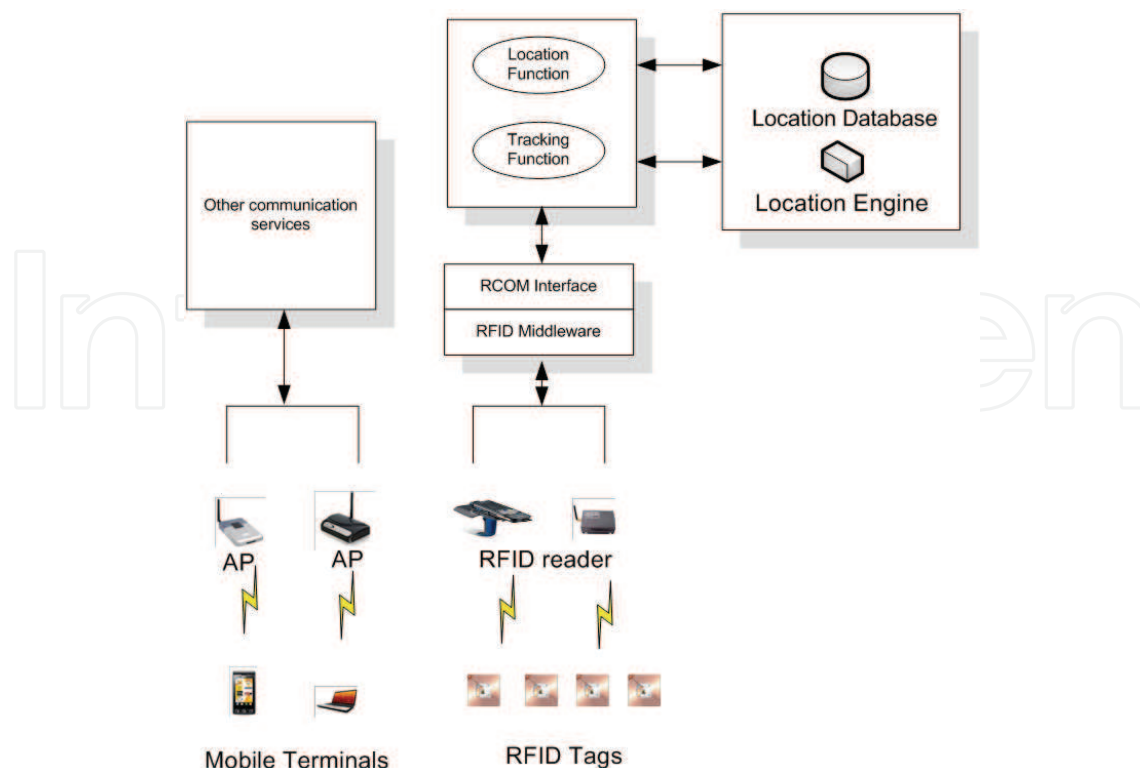 Location
Function
Tracking
Function
Location Database
Location Engine
Other communication
services
RCOM Interface
RFID Middleware
AP
AP
RFID reader
Mobile Terminals
RFID Tags